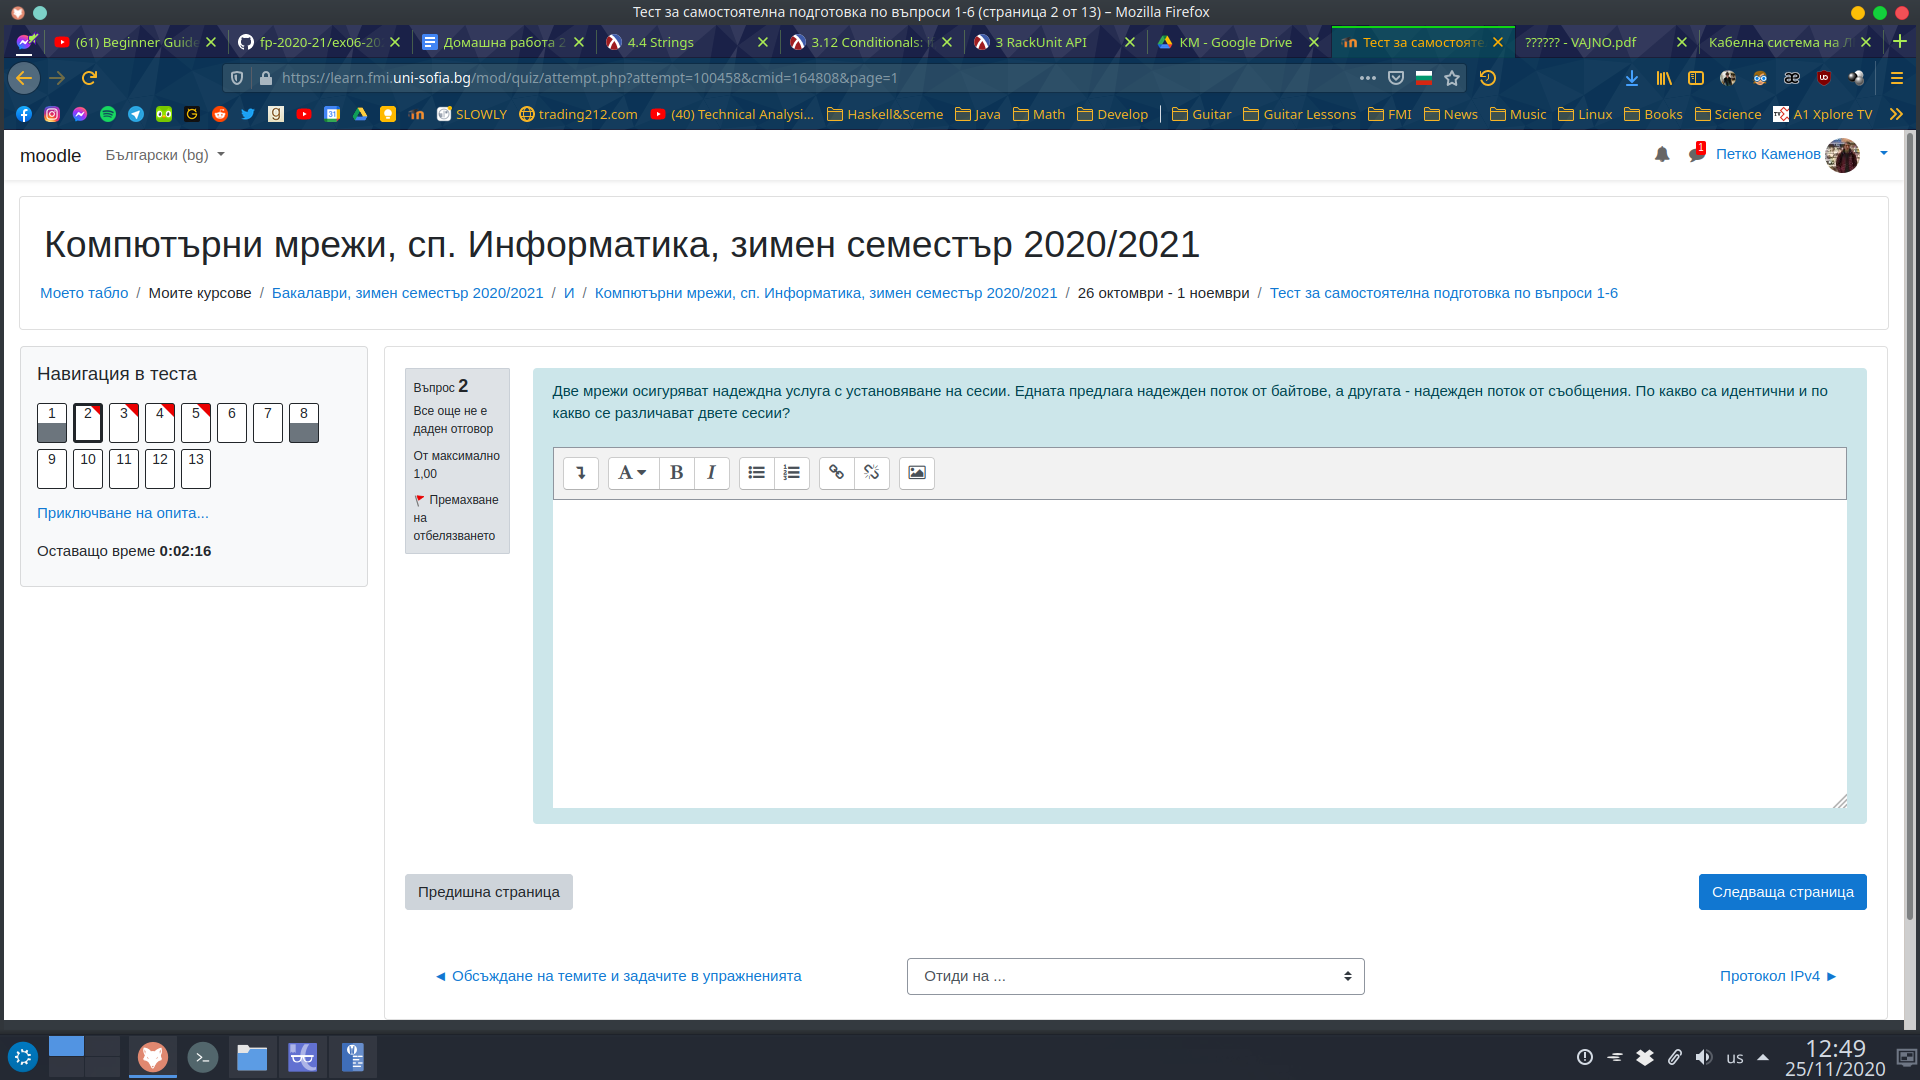 Тест за самостоятелна подготовка по въпроси 1-6 (страница 2 от 13) – Mozilla Firefox
(61) Beginner Guide
fp-2020-21/ex06-20
Домашна работа 2
4.4 Strings
3.12 Conditionals: i
3 RackUnit API
КМ - Google Drive
Тест за самостояте
?????? - VAJNO.pdf
Кабелна система на Л
https://learn.fmi.uni-sofia.bg/mod/quiz/attempt.php?attempt=100458&cmid=164808&page=1
SLOWLY
trading212.com
(40) Technical Analysi...
Haskell&Sceme
Java
Math
Develop
Guitar
Guitar Lessons
FMI
News
Music
Linux
Books
Science
A1 Xplore TV
moodle
Български (bg)
1
Петко Каменов
Компютърни мрежи, сп. Информатика, зимен семестър 2020/2021
Моето табло / Моите курсове / Бакалаври, зимен семестър 2020/2021 / И / Компютърни мрежи, сп. Информатика, зимен семестър 2020/2021 / 26 октомври - 1 ноември / Тест за самостоятелна подготовка по въпроси 1-6
Навигация в теста
1 2 3 4 5 6 7 8
9 10 11 12 13
Приключване на опита...
Оставащо време 0:02:16
Въпрос 2
Все още не е
даден отговор
От максимално
1,00
Премахване
на
отбелязването
Две мрежи осигуряват надеждна услуга с установяване на сесии. Едната предлага надежден поток от байтове, а другата - надежден поток от съобщения. По какво са идентични и по
какво се различават двете сесии?
A B I
Предишна страница
Следваща страница
◄ Обсъждане на темите и задачите в упражненията
Отиди на ...
Протокол IPv4 ►
us
12:49
25/11/2020